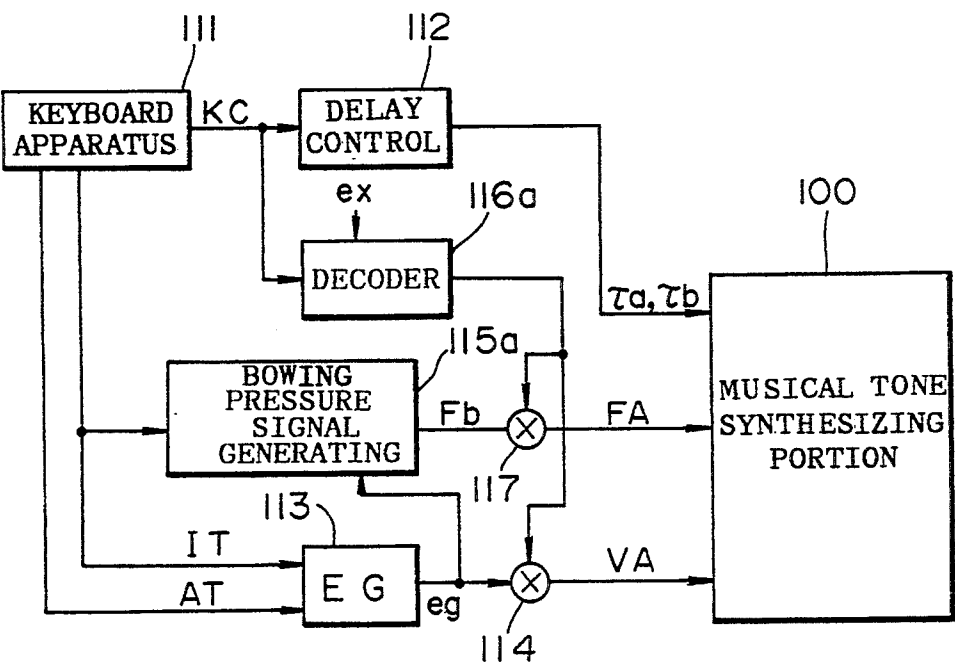 111
112
KEYBOARD
APPARATUS
KC
DELAY
CONTROL
ex
116a
100
DECODER
τa, τb
115a
BOWING
PRESSURE
SIGNAL
GENERATING
Fb
FA
117
MUSICAL TONE
SYNTHESIZING
PORTION
113
IT
AT
EG
eg
VA
114